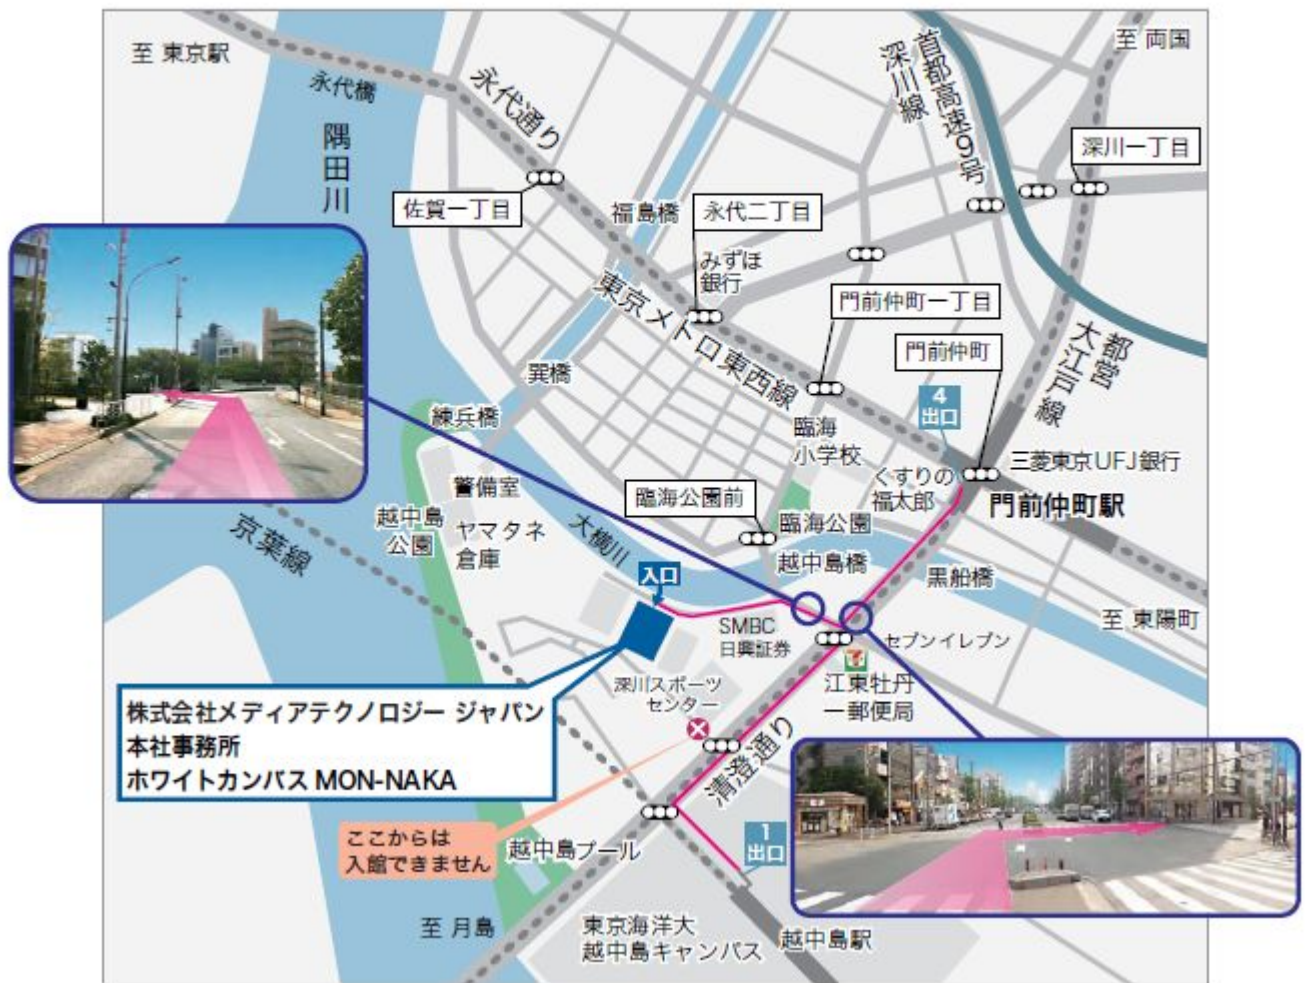 至 東京駅
永代橋
隅田川
永代通り
佐賀一丁目
福島橋
永代二丁目
みずほ
銀行
首都高速9号
深川線
至 両国
深川一丁目
東京メトロ東西線
門前仲町一丁目
門前仲町
都営
大江戸線
巽橋
練兵橋
4
出口
臨海
小学校
くすりの
福太郎
三菱東京UFJ銀行
門前仲町駅
警備室
越中島
公園
ヤマタネ
倉庫
臨海公園前
臨海公園
京葉線
大横川
越中島橋
黒船橋
入口
至 東陽町
SMBC
日興証券
セブンイレブン
深川スポーツ
センター
江東牡丹
一郵便局
株式会社メディアテクノロジー ジャパン
本社事務所
ホワイトカンバス MON-NAKA
清澄通り
ここからは
入館できません
越中島プール
1
出口
至 月島
東京海洋大
越中島キャンパス
越中島駅